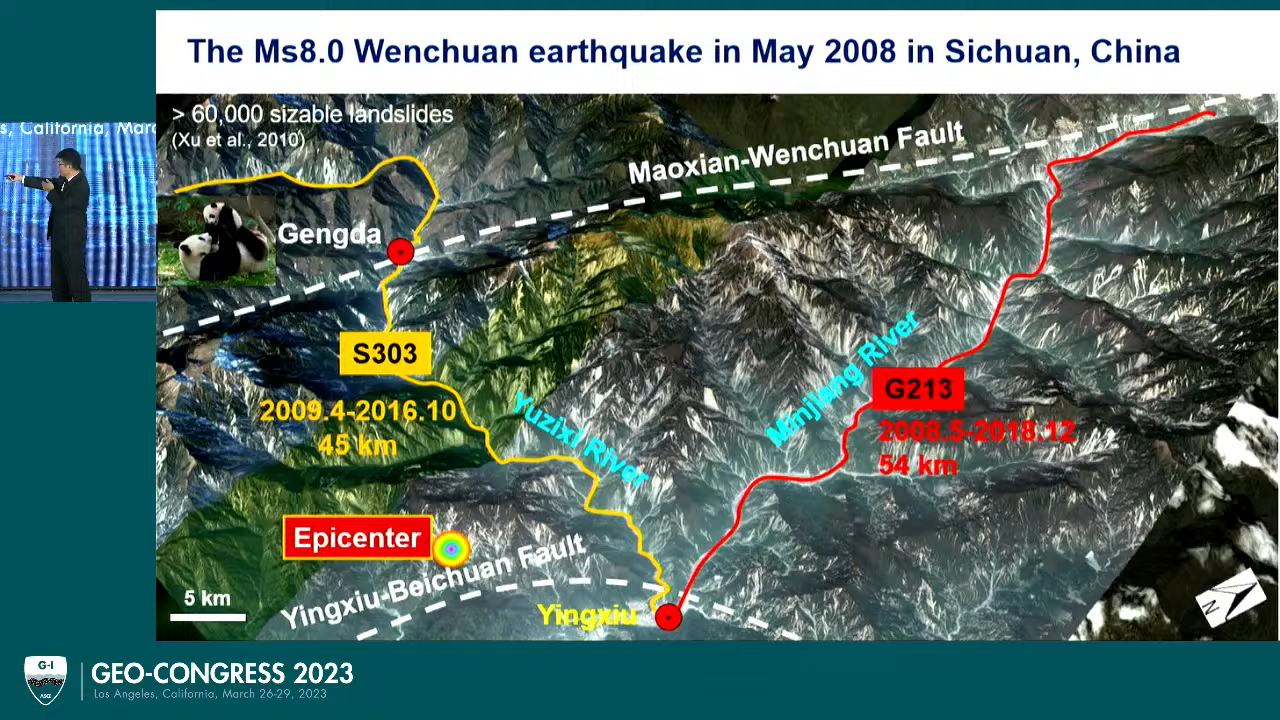 The Ms8.0 Wenchuan earthquake in May 2008 in Sichuan, China
> 60,000 sizable landslides
(Xu et al., 2010)
s, California, Marc
Maoxian-Wenchuan Fault
Gengda
S303
2009.4-2016.10
45 km
Yuzixi River
Minjiang River
G213
2008.5-2018.12
54 km
Epicenter
Yingxiu-Beichuan Fault
5 km
Yingxiu
N
G-I
ASCE
GEO-CONGRESS 2023
Los Angeles, California, March 26-29, 2023